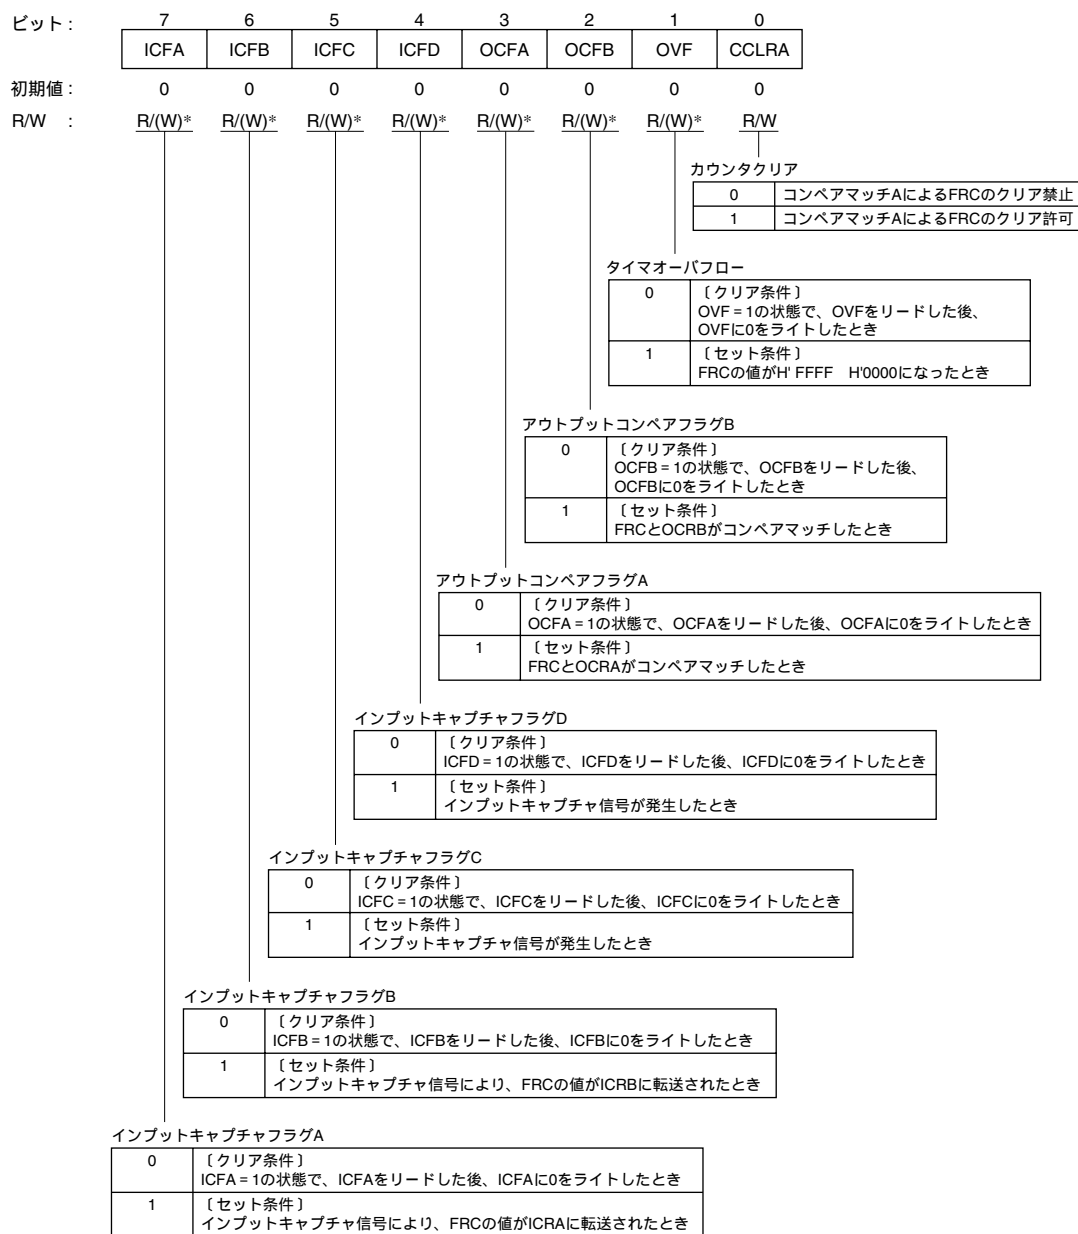 ビット : 7 6 5 4 3 2 1 0
ICFA ICFB ICFC ICFD OCFA OCFB OVF CCLRA
初期値 : 0 0 0 0 0 0 0 0
R/W : R/(W)* R/(W)* R/(W)* R/(W)* R/(W)* R/(W)* R/(W)* R/W
カウンタクリア
0 コンペアマッチAによるFRCのクリア禁止
1 コンペアマッチAによるFRCのクリア許可
タイマオーバフロー
0 〔クリア条件〕
OVF = 1の状態で、OVFをリードした後、
OVFに0をライトしたとき
1 〔セット条件〕
FRCの値がH' FFFF H'0000になったとき
アウトプットコンペアフラグB
0 〔クリア条件〕
OCFB = 1の状態で、OCFBをリードした後、
OCFBに0をライトしたとき
1 〔セット条件〕
FRCとOCRBがコンペアマッチしたとき
アウトプットコンペアフラグA
0 〔クリア条件〕
OCFA = 1の状態で、OCFAをリードした後、OCFAに0をライトしたとき
1 〔セット条件〕
FRCとOCRAがコンペアマッチしたとき
インプットキャプチャフラグD
0 〔クリア条件〕
ICFD = 1の状態で、ICFDをリードした後、ICFDに0をライトしたとき
1 〔セット条件〕
インプットキャプチャ信号が発生したとき
インプットキャプチャフラグC
0 〔クリア条件〕
ICFC = 1の状態で、ICFCをリードした後、ICFCに0をライトしたとき
1 〔セット条件〕
インプットキャプチャ信号が発生したとき
インプットキャプチャフラグB
0 〔クリア条件〕
ICFB = 1の状態で、ICFBをリードした後、ICFBに0をライトしたとき
1 〔セット条件〕
インプットキャプチャ信号により、FRCの値がICRBに転送されたとき
インプットキャプチャフラグA
0 〔クリア条件〕
ICFA = 1の状態で、ICFAをリードした後、ICFAに0をライトしたとき
1 〔セット条件〕
インプットキャプチャ信号により、FRCの値がICRAに転送されたとき